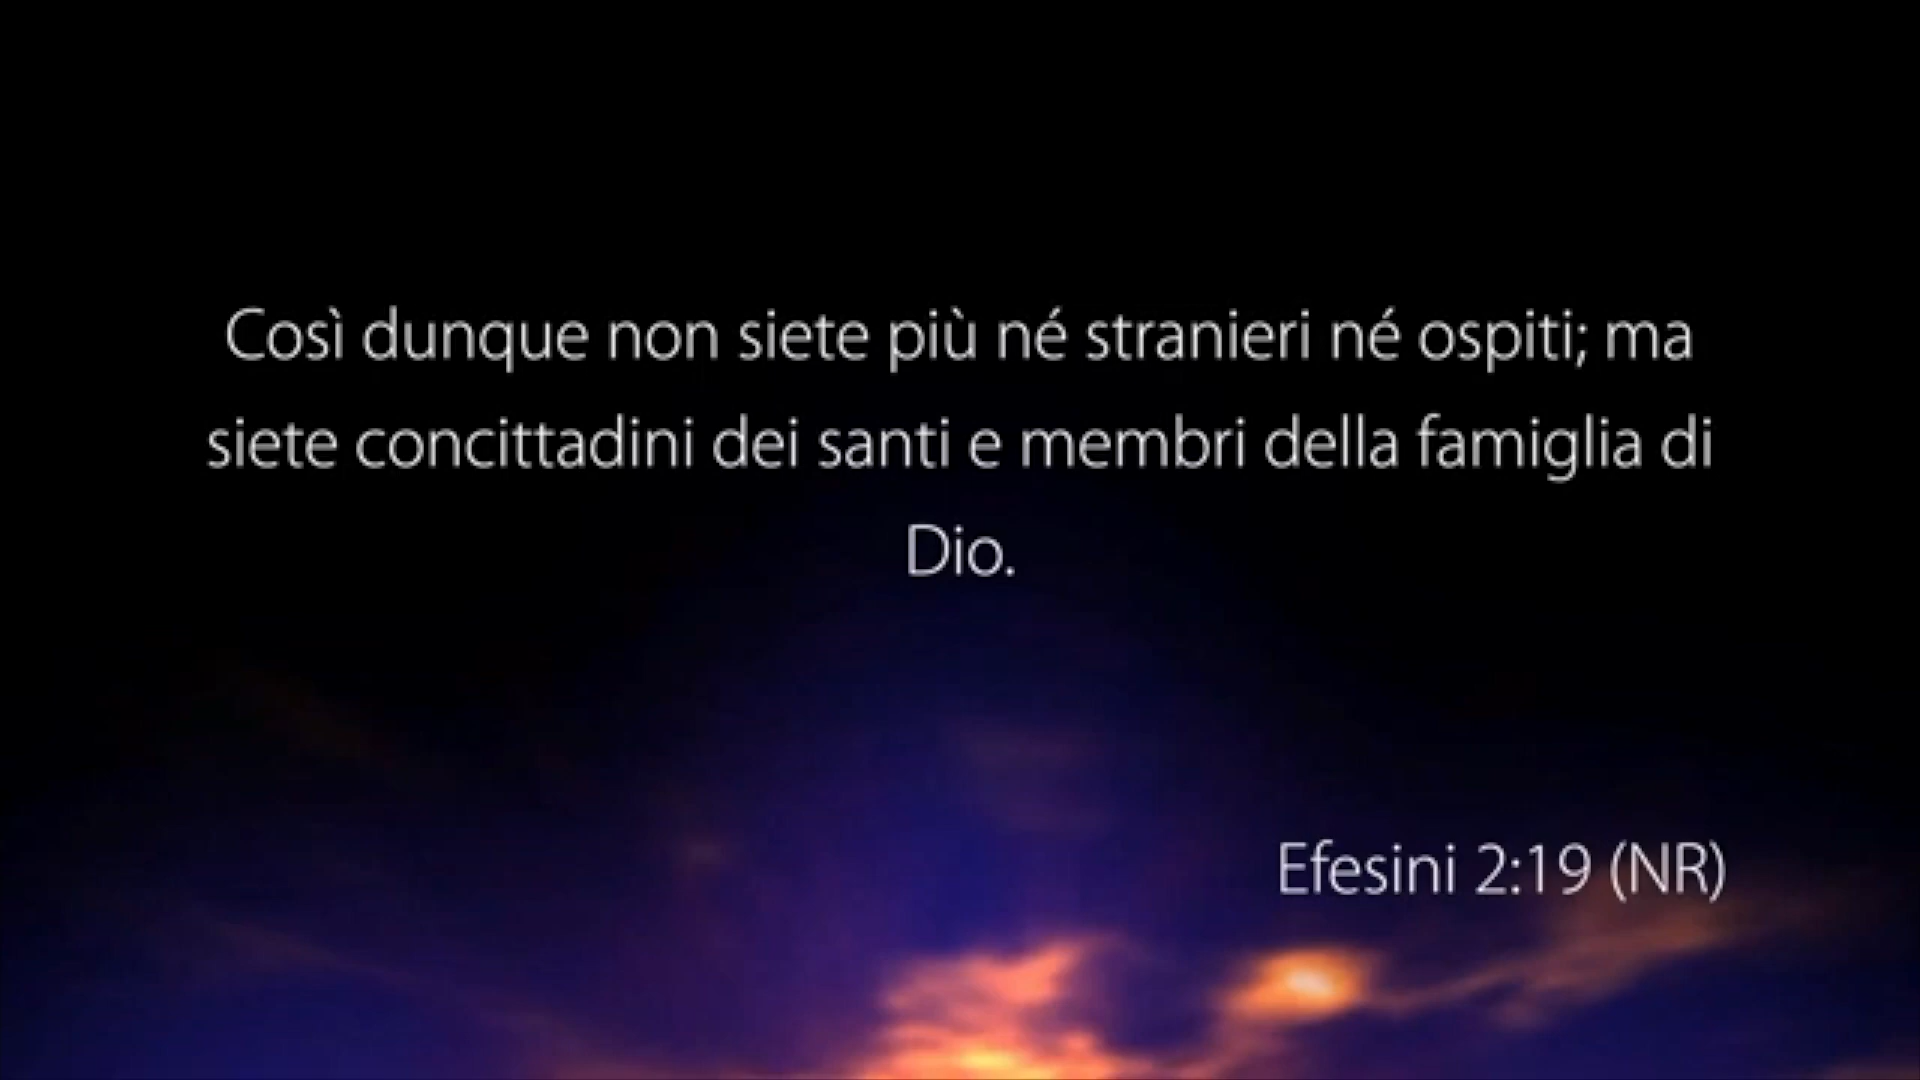 Così dunque non siete più né stranieri né ospiti; ma
siete concittadini dei santi e membri della famiglia di
Dio.
Efesini 2:19 (NR)